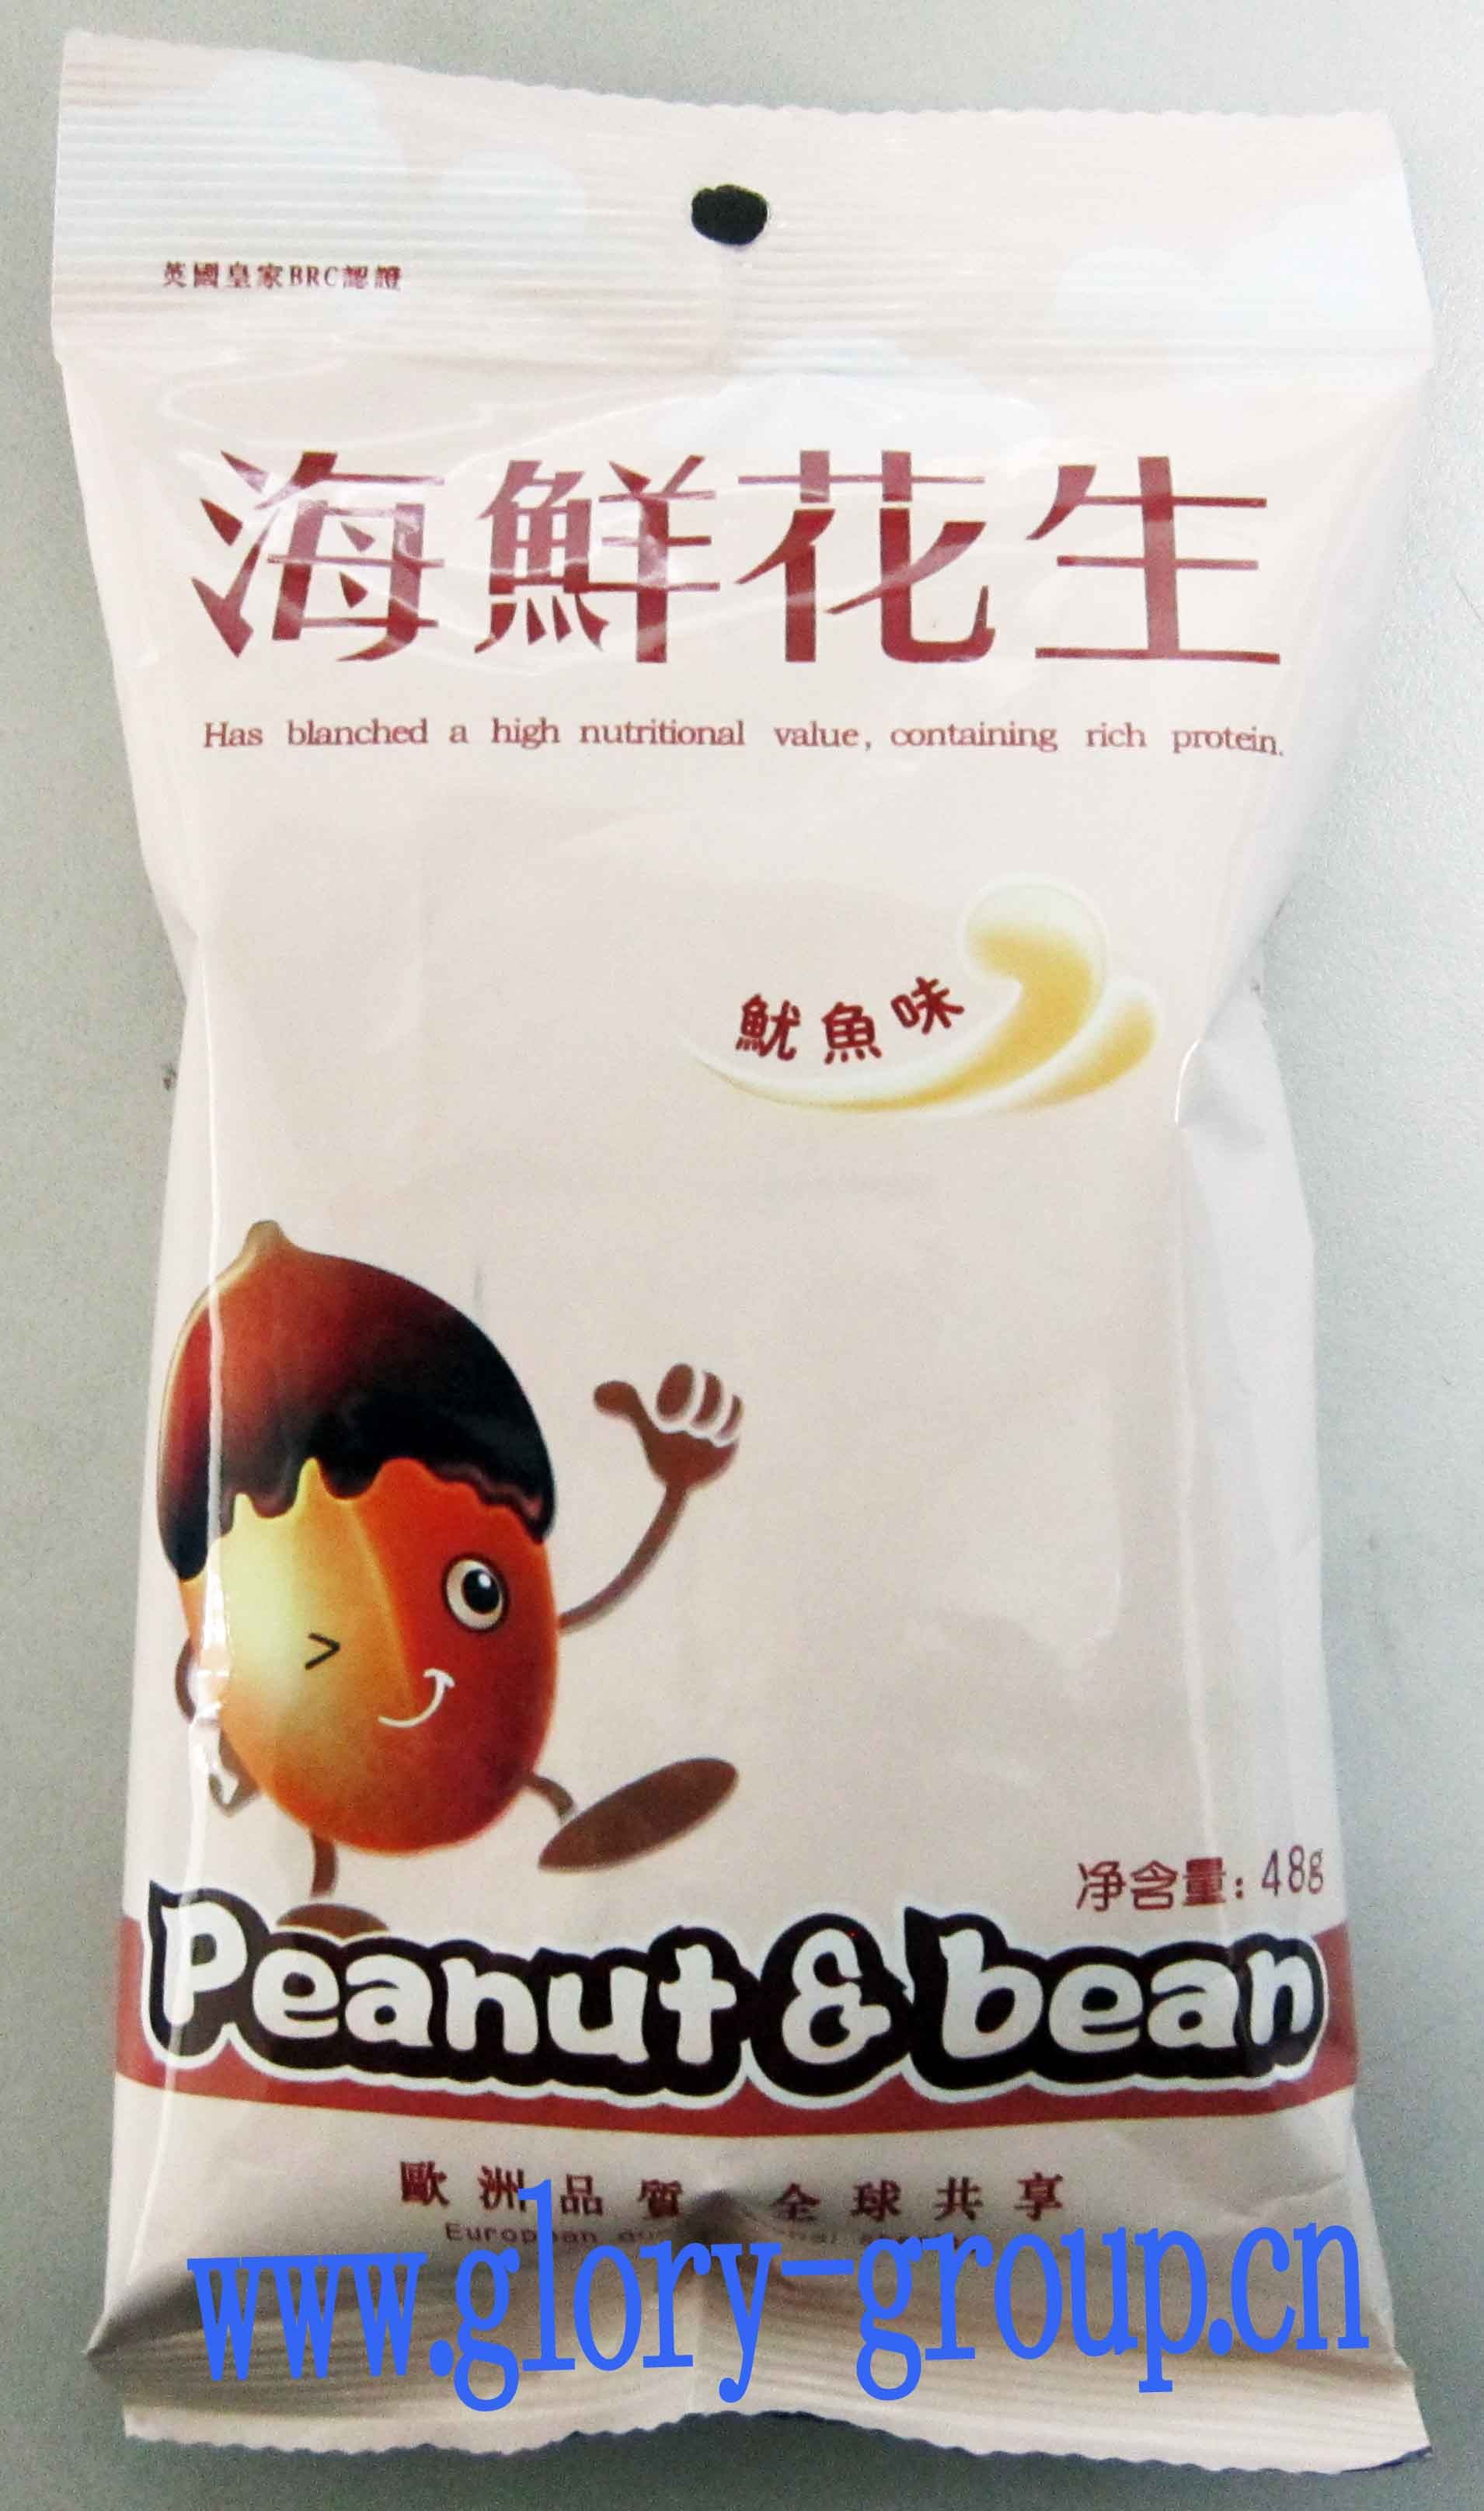 英國皇家BRC認證
海鮮花生
Has blanched a high nutritional value, containing rich protein.
魷魚味
净含量: 48g
Peanut & bean
歐洲品質 全球共享
European
www.glory-group.cn